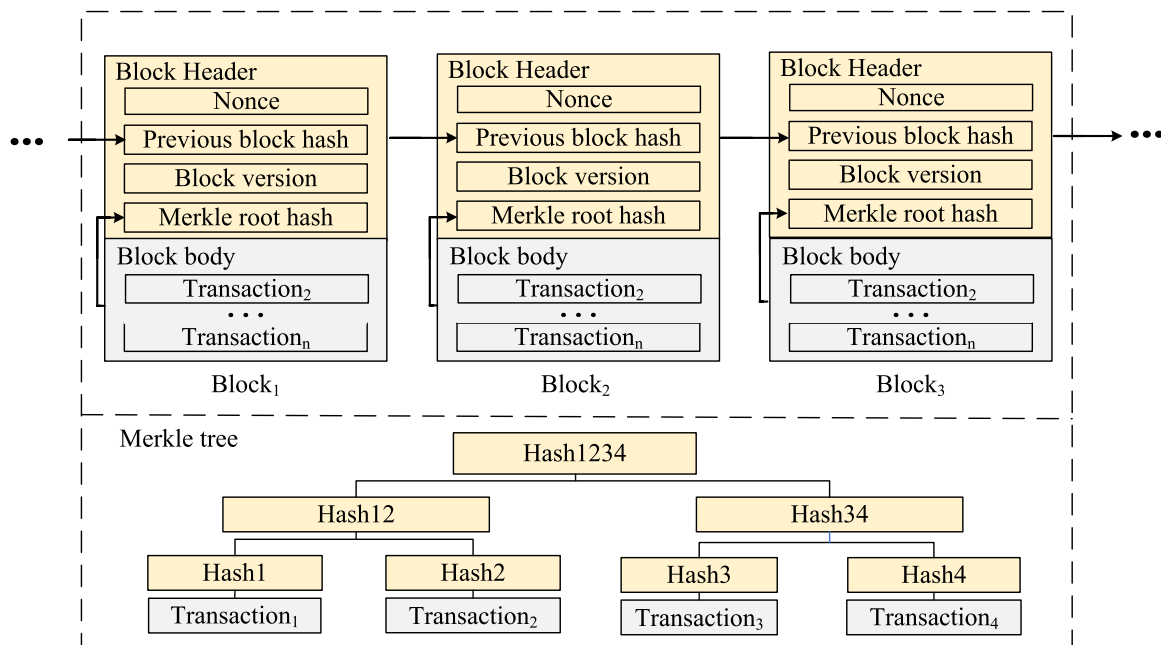 Block Header
Nonce
Previous block hash
Block version
Merkle root hash
Block body
Transaction₂
• • •
Transactionₙ
Block₁
Block Header
Nonce
Previous block hash
Block version
Merkle root hash
Block body
Transaction₂
• • •
Transactionₙ
Block₂
Block Header
Nonce
Previous block hash
Block version
Merkle root hash
Block body
Transaction₂
• • •
Transactionₙ
Block₃
•••
•••
Merkle tree
Hash1234
Hash12
Hash34
Hash1
Hash2
Hash3
Hash4
Transaction₁
Transaction₂
Transaction₃
Transaction₄